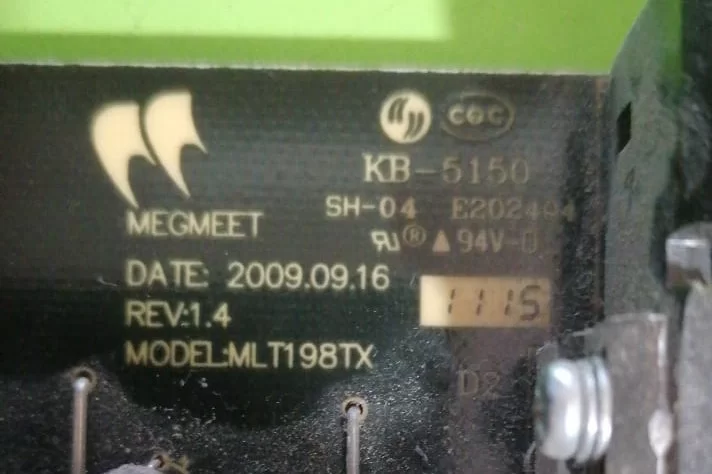 CQC
KB-5150
MEGMEET
SH-04 E202404
94V-0
DATE: 2009.09.16
1115
REV:1.4
MODEL:MLT198TX
D2